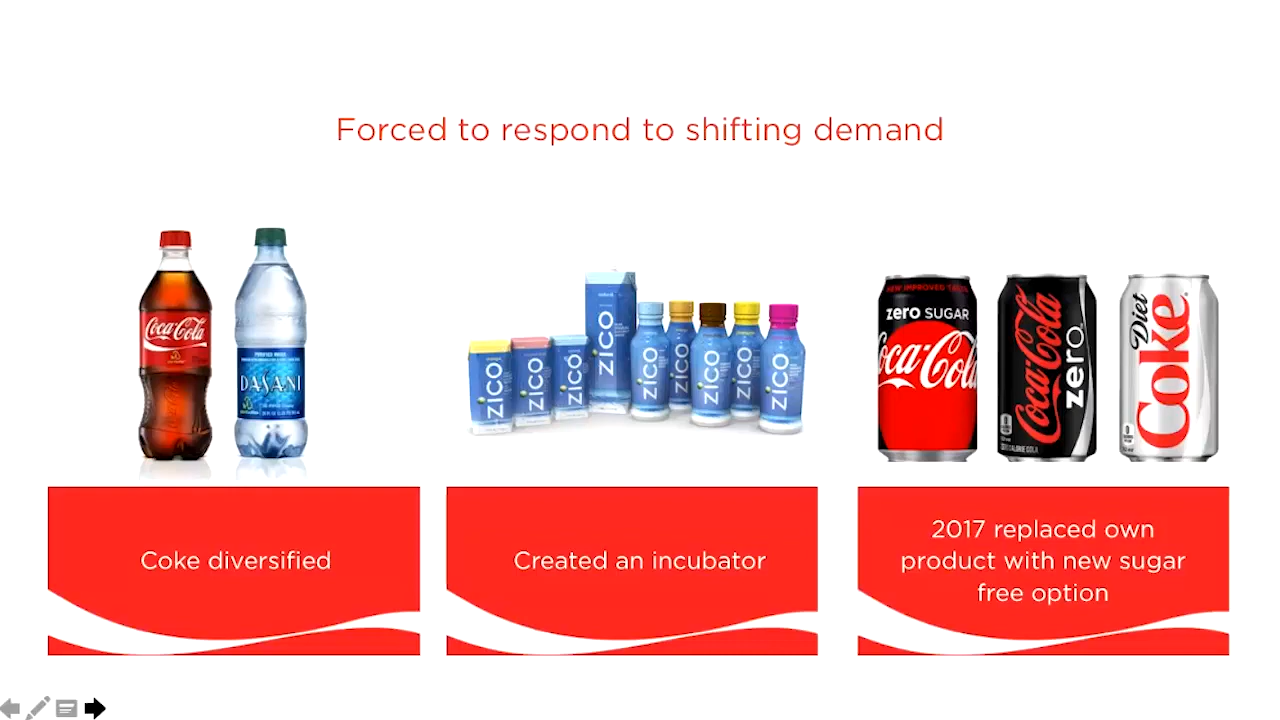 Forced to respond to shifting demand
Coca-Cola
DASANI
zico
zico
zico
zico
zico
zico
zico
zico
zico
NEW IMPROVED TASTE
zero SUGAR
Coca-Cola
Coca-Cola
zero
Diet
Coke
Coke diversified
Created an incubator
2017 replaced own
product with new sugar
free option